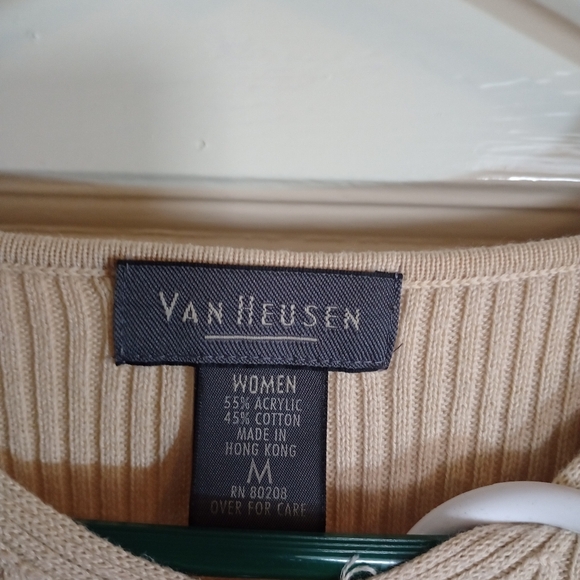 VAN HEUSEN
WOMEN
55% ACRYLIC
45% COTTON
MADE IN
HONG KONG
M
RN 80208
OVER FOR CARE